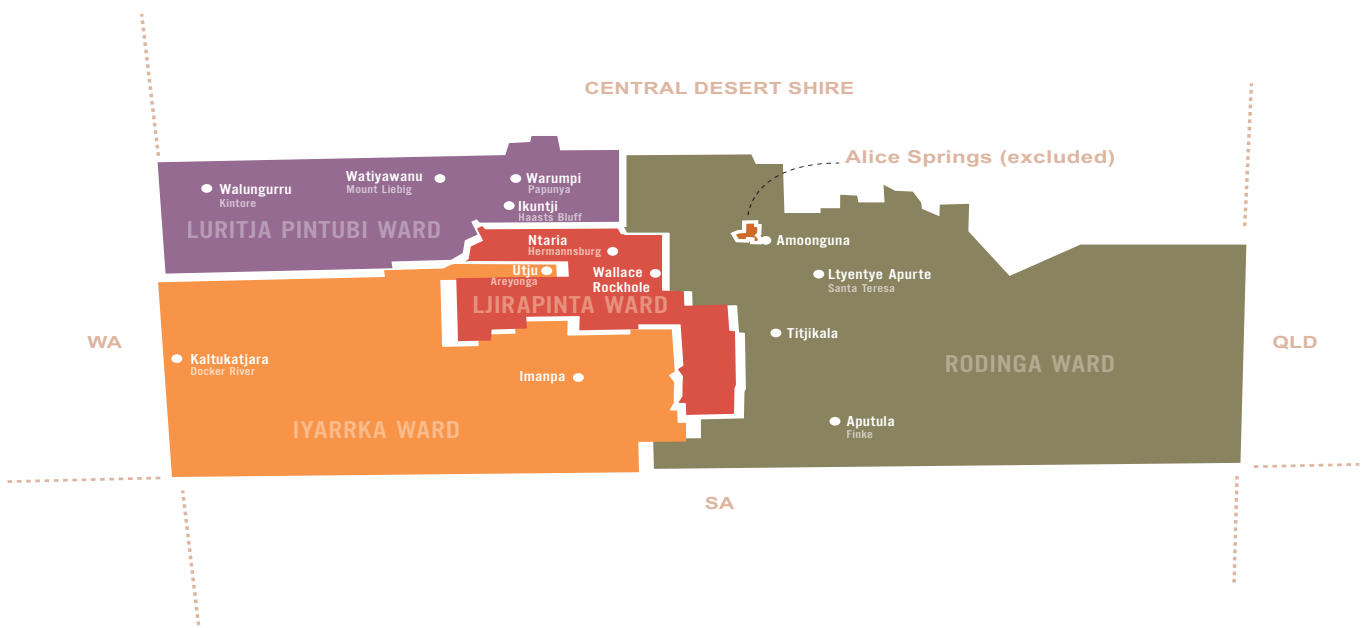 CENTRAL DESERT SHIRE
Alice Springs (excluded)
Watiyawanu
Mount Liebig
Warumpi
Papunya
Walungurru
Kintore
Ikuntji
Haasts Bluff
LURITJA PINTUBI WARD
Ntaria
Hermannsburg
Amoonguna
Utju
Areyonga
Wallace
Rockhole
Ltyentye Apurte
Santa Teresa
LJIRAPINTA WARD
Titjikala
WA
QLD
Kaltukatjara
Docker River
RODINGA WARD
Imanpa
Aputula
Finke
IYARRKA WARD
SA